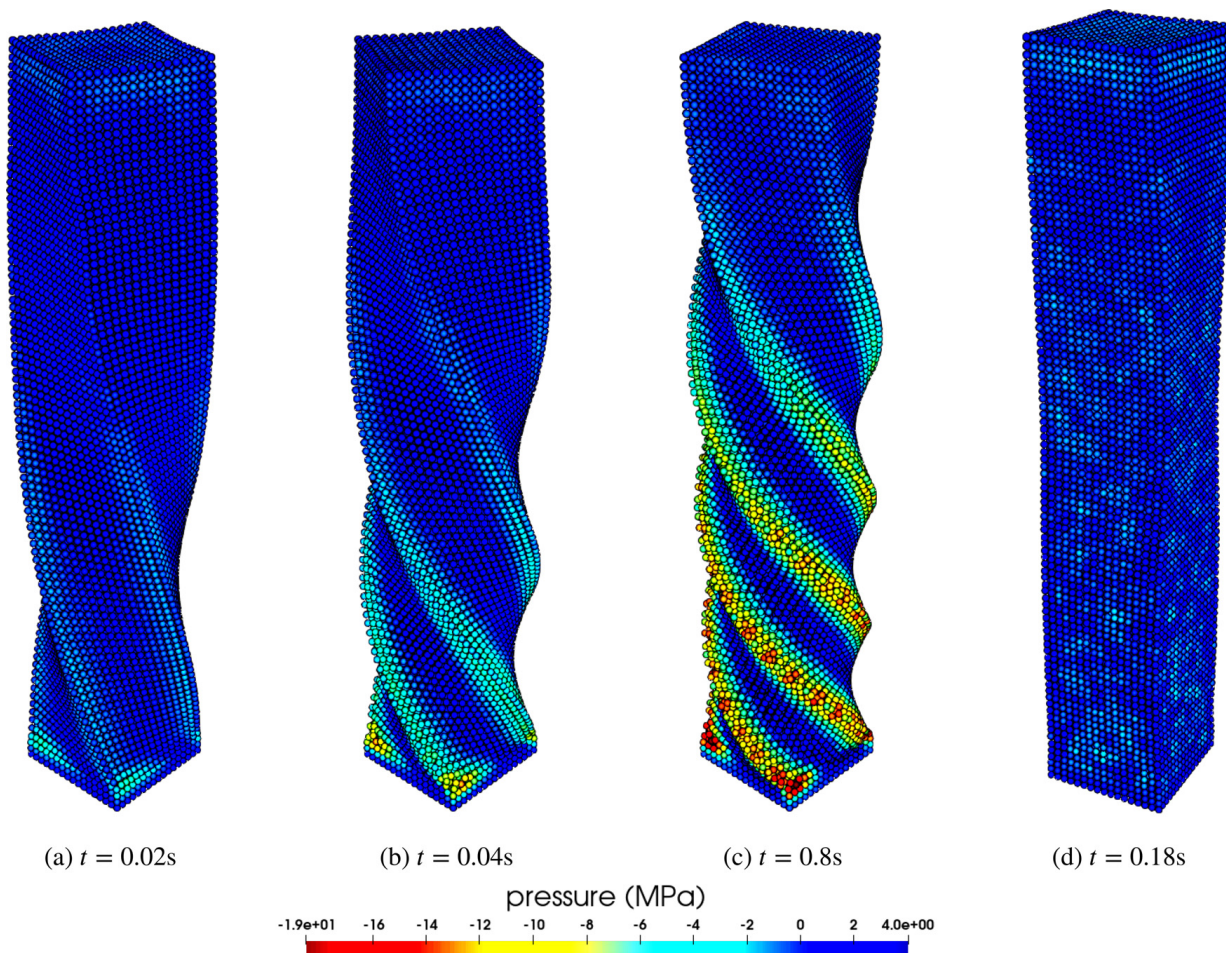 (a) t = 0.02s
(b) t = 0.04s
(c) t = 0.8s
(d) t = 0.18s
pressure (MPa)
-1.9e+01 -16 -14 -12 -10 -8 -6 -4 -2 0 2 4.0e+00